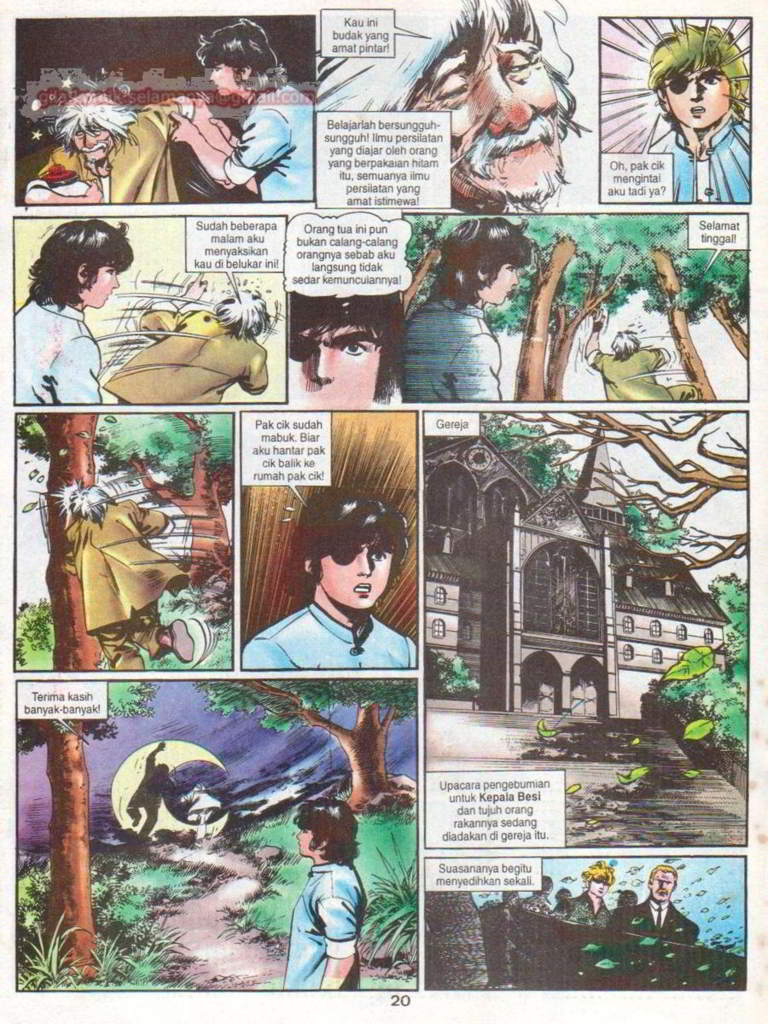 Kau ini
budak yang
amat pintar!
Belajarlah bersungguh-
sungguh! Ilmu persilatan
yang diajar oleh orang
yang berpakaian hitam
itu, semuanya ilmu
persilatan yang
amat istimewa!
Oh, pak cik
mengintai
aku tadi ya?
Sudah beberapa
malam aku
menyaksikan
kau di belukar ini!
Orang tua ini pun
bukan calang-calang
orangnya sebab aku
langsung tidak
sedar kemunculannya!
Selamat
tinggal!
Pak cik sudah
mabuk. Biar
aku hantar pak
cik balik ke
rumah pak cik!
Gereja
Terima kasih
banyak-banyak!
Upacara pengebumian
untuk Kepala Besi
dan tujuh orang
rakannya sedang
diadakan di gereja itu.
Suasananya begitu
menyedihkan sekali.
20